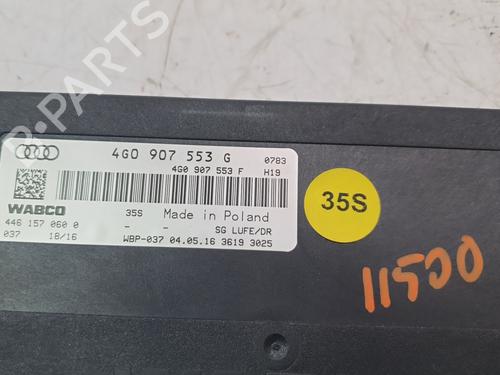 4G0 907 553 G 0783
4G0 907 553 F H19
WABCO 35S Made in Poland
446 157 060 0 SG LUFE/DR
037 18/16 WBP-037 04.05.16 3619 3025
35S
11500
B-PARTS